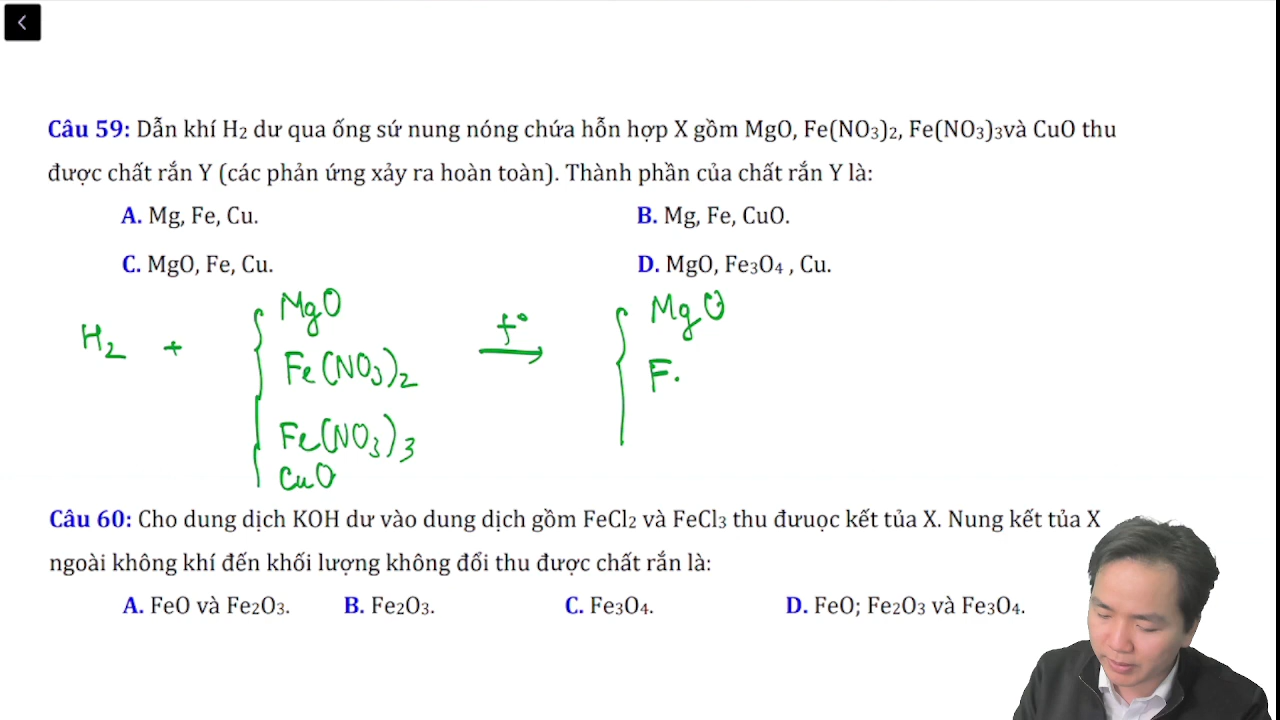 Câu 59: Dẫn khí H₂ dư qua ống sứ nung nóng chứa hỗn hợp X gồm MgO, Fe(NO₃)₂, Fe(NO₃)₃và CuO thu
được chất rắn Y (các phản ứng xảy ra hoàn toàn). Thành phần của chất rắn Y là:
A. Mg, Fe, Cu. B. Mg, Fe, CuO.
C. MgO, Fe, Cu. D. MgO, Fe₃O₄ , Cu.
MgO
H₂ + Fe(NO₃)₂ t° MgO
Fe(NO₃)₃ F
CuO
Câu 60: Cho dung dịch KOH dư vào dung dịch gồm FeCl₂ và FeCl₃ thu đưuọc kết tủa X. Nung kết tủa X
ngoài không khí đến khối lượng không đổi thu được chất rắn là:
A. FeO và Fe₂O₃. B. Fe₂O₃. C. Fe₃O₄. D. FeO; Fe₂O₃ và Fe₃O₄.